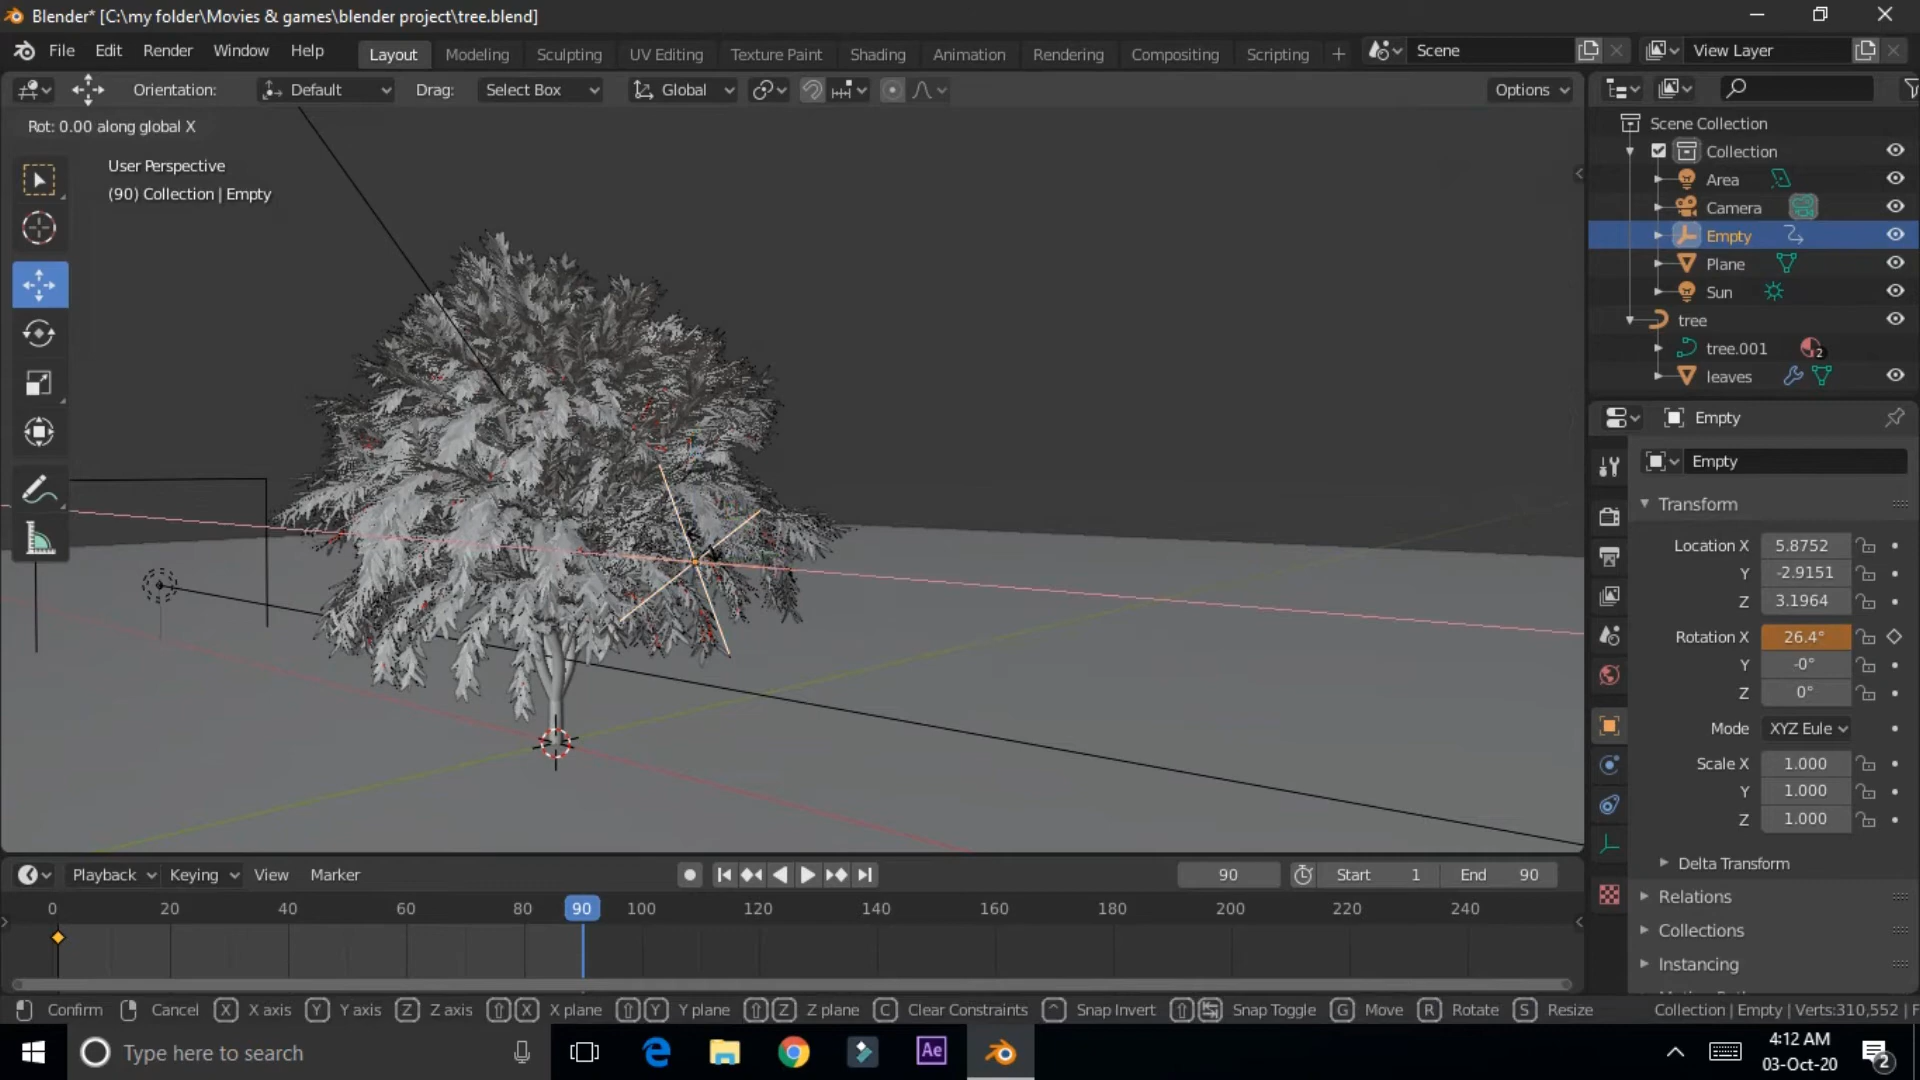 Blender* [C:\my folder\Movies & games\blender project\tree.blend]
File Edit Render Window Help Layout Modeling Sculpting UV Editing Texture Paint Shading Animation Rendering Compositing Scripting + Scene View Layer
Orientation: Default Drag: Select Box Global Options
Rot: 0.00 along global X
User Perspective
(90) Collection | Empty
Scene Collection
Collection
Area
Camera
Empty
Plane
Sun
tree
tree.001 2
leaves
Empty
Empty
Transform
Location X 5.8752
Y -2.9151
Z 3.1964
Rotation X 26.4°
Y -0°
Z 0°
Mode XYZ Eule
Scale X 1.000
Y 1.000
Z 1.000
Delta Transform
Relations
Collections
Instancing
Playback Keying View Marker 90 Start 1 End 90
0 20 40 60 80 90 100 120 140 160 180 200 220 240
Confirm Cancel X X axis Y Y axis Z Z axis X X plane Y Y plane Z Z plane C Clear Constraints Snap Invert Snap Toggle G Move R Rotate S Resize Collection | Empty | Verts:310,552 | F
Type here to search
Ae
4:12 AM
03-Oct-20
2